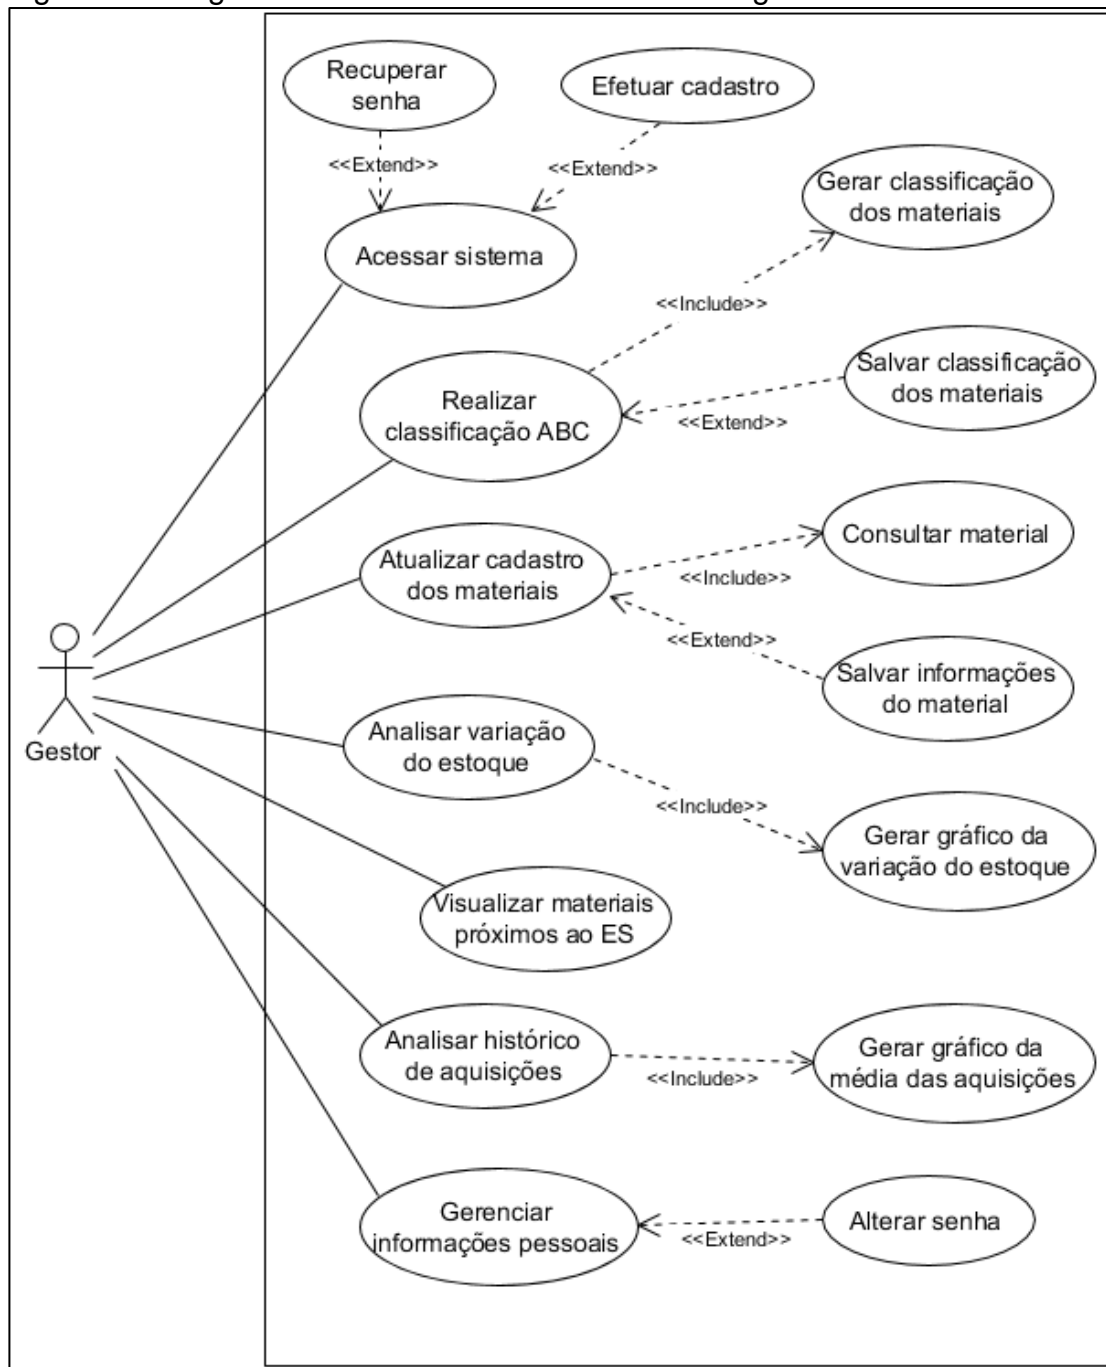 Recuperar
senha
Efetuar cadastro
<<Extend>>
<<Extend>>
Gerar classificação
dos materiais
Acessar sistema
<<Include>>
Salvar classificação
dos materiais
Realizar
classificação ABC
<<Extend>>
Consultar material
Atualizar cadastro
dos materiais
<<Include>>
<<Extend>>
Salvar informações
do material
Gestor
Analisar variação
do estoque
<<Include>>
Gerar gráfico da
variação do estoque
Visualizar materiais
próximos ao ES
Analisar histórico
de aquisições
Gerar gráfico da
média das aquisições
<<Include>>
Gerenciar
informações pessoais
Alterar senha
<<Extend>>